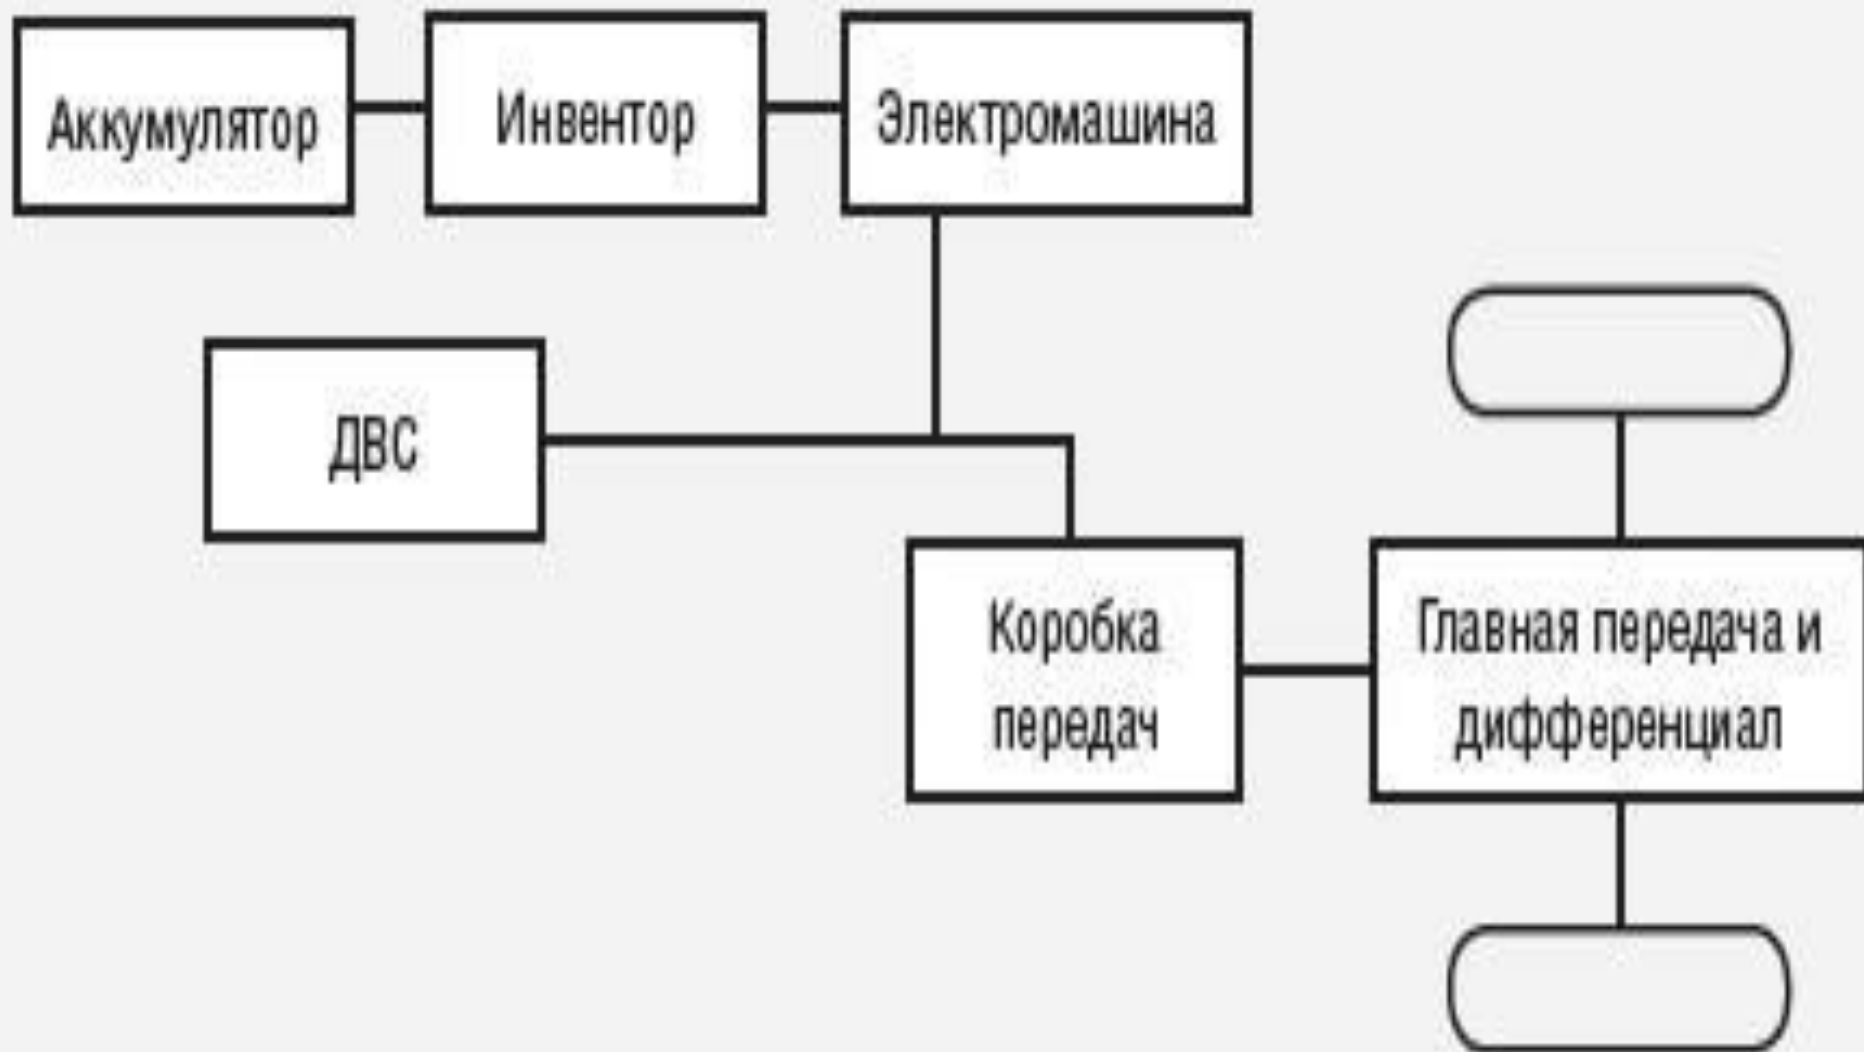 Аккумулятор
Инвентор
Электромашина
ДВС
Коробка
передач
Главная передача и
дифференциал